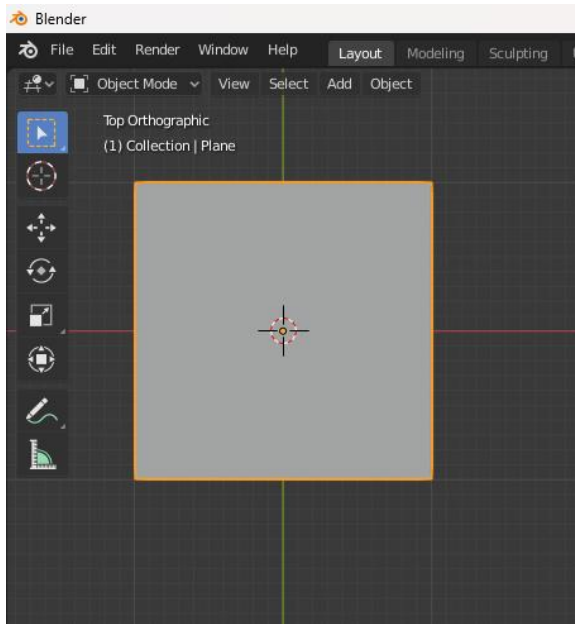 Blender
File Edit Render Window Help Layout Modeling Sculpting
Object Mode View Select Add Object
Top Orthographic
(1) Collection | Plane